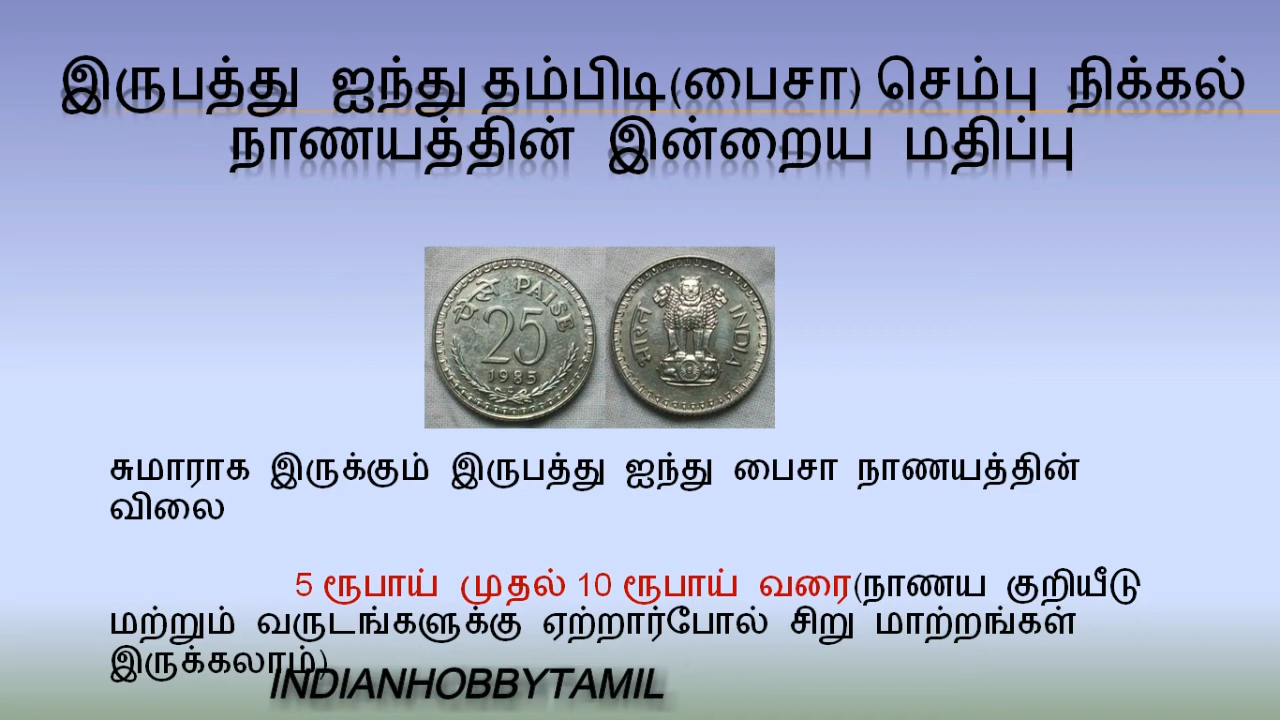 இருபத்து ஐந்து தம்பிடி(பைசா) செம்பு நிக்கல்
நாணயத்தின் இன்றைய மதிப்பு
पैसे PAISE
25
1985
भारत INDIA
சுமாராக இருக்கும் இருபத்து ஐந்து பைசா நாணயத்தின்
விலை
5 ரூபாய் முதல் 10 ரூபாய் வரை(நாணய குறியீடு
மற்றும் வருடங்களுக்கு ஏற்றார்போல் சிறு மாற்றங்கள்
இருக்கலாம்)
INDIANHOBBYTAMIL